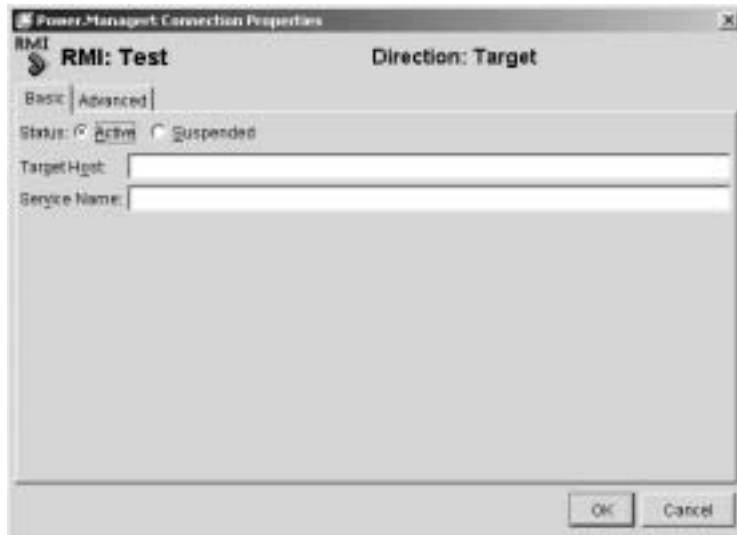 Power.Manager: Connection Properties
RMI
RMI: Test Direction: Target
Basic Advanced
Status: Active Suspended
Target Host:
Service Name:
OK Cancel